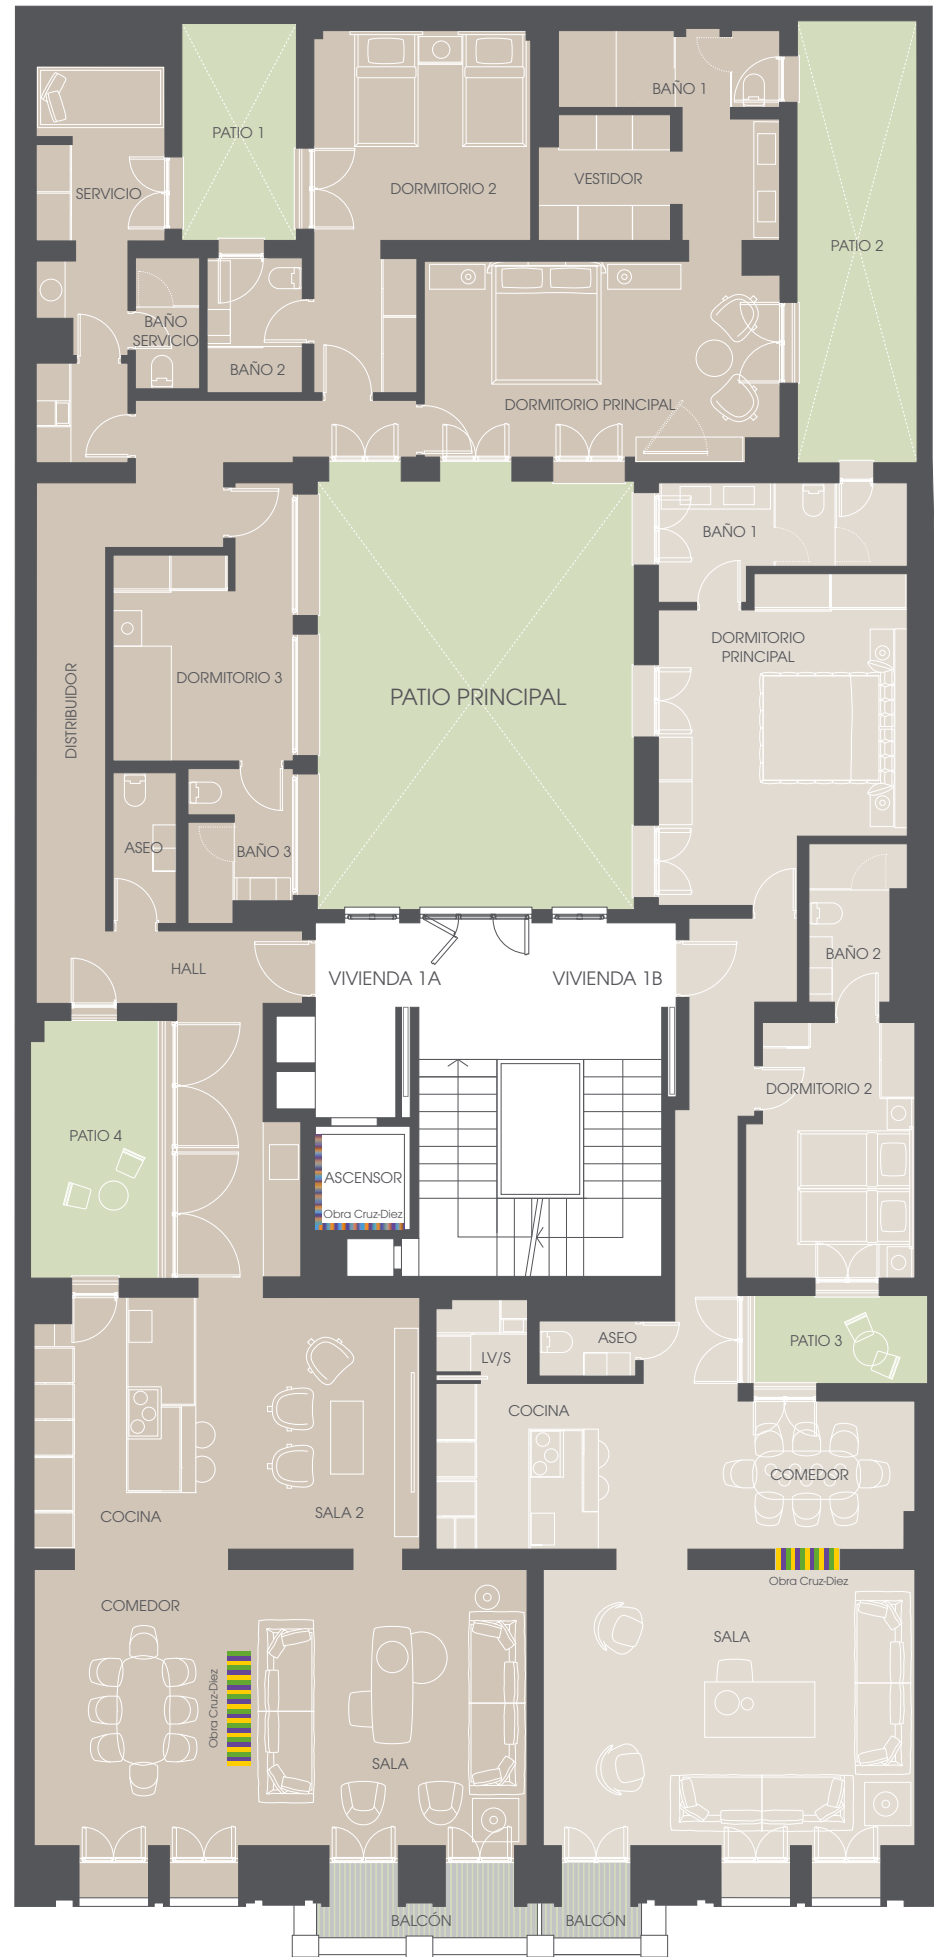 BAÑO 1
PATIO 1
VESTIDOR
DORMITORIO 2
SERVICIO
PATIO 2
BAÑO
SERVICIO
BAÑO 2
DORMITORIO PRINCIPAL
BAÑO 1
DORMITORIO
PRINCIPAL
DORMITORIO 3
PATIO PRINCIPAL
DISTRIBUIDOR
ASEO
BAÑO 3
BAÑO 2
HALL
VIVIENDA 1A
VIVIENDA 1B
DORMITORIO 2
PATIO 4
ASCENSOR
Obra Cruz-Diez
ASEO
PATIO 3
LV/S
COCINA
COMEDOR
COCINA
SALA 2
Obra Cruz-Diez
COMEDOR
SALA
Obra Cruz-Diez
SALA
BALCÓN
BALCÓN